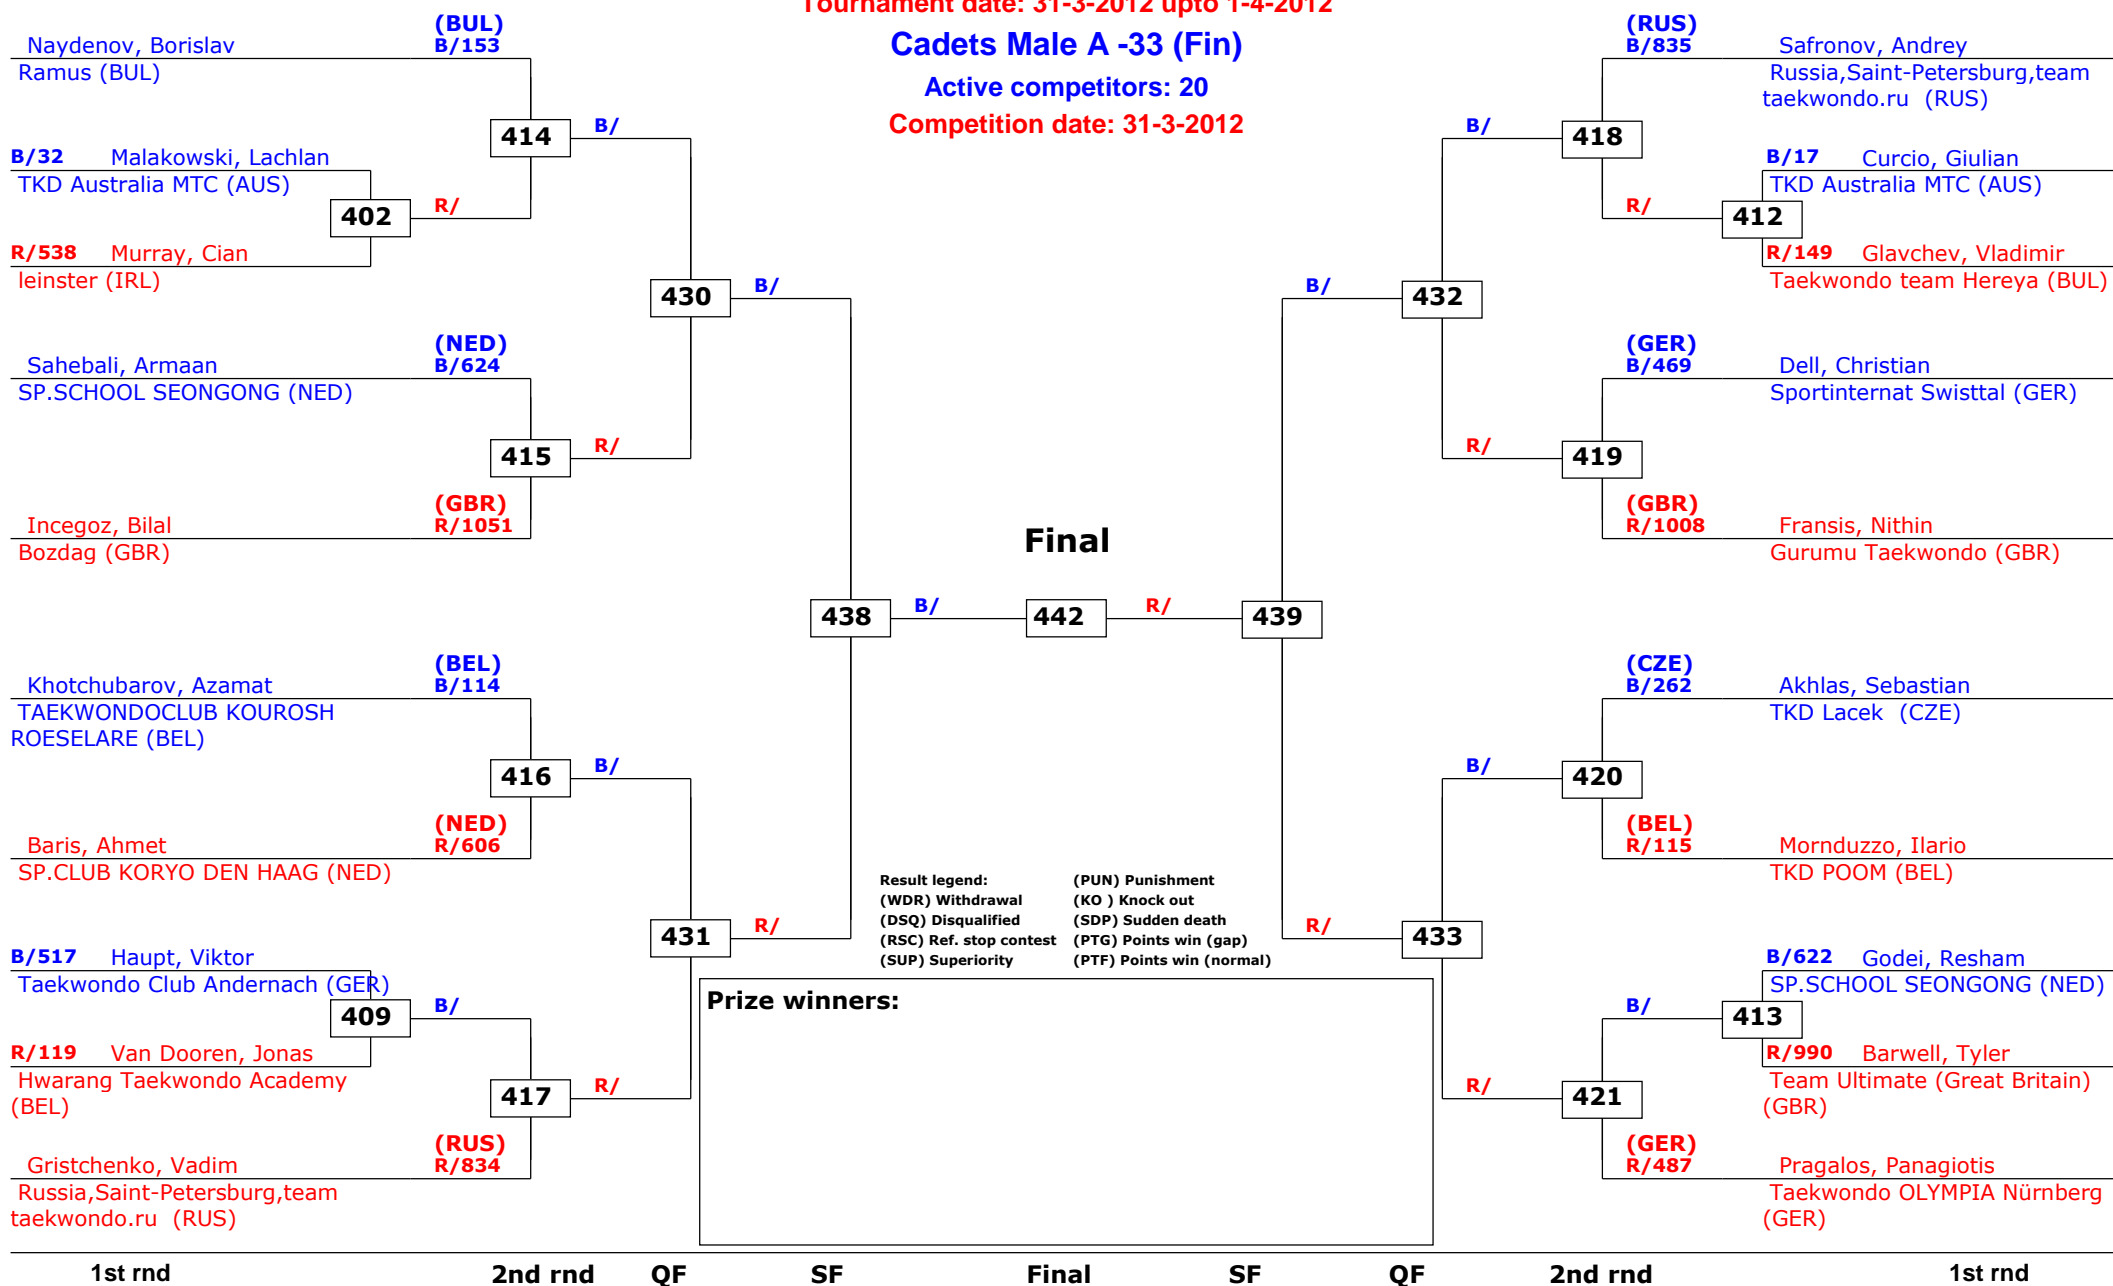 Tournament date: 31-3-2012 upto 1-4-2012
Cadets Male A -33 (Fin)
Active competitors: 20
Competition date: 31-3-2012
(BUL)
Naydenov, Borislav B/153
Ramus (BUL)
414
B/
B/32 Malakowski, Lachlan
TKD Australia MTC (AUS)
402
R/
R/538 Murray, Cian
leinster (IRL)
430
B/
(NED)
Sahebali, Armaan B/624
SP.SCHOOL SEONGONG (NED)
415
R/
(GBR)
Incegoz, Bilal R/1051
Bozdag (GBR)
438
B/
(BEL)
Khotchubarov, Azamat B/114
TAEKWONDOCLUB KOUROSH
ROESELARE (BEL)
416
B/
(NED)
Baris, Ahmet R/606
SP.CLUB KORYO DEN HAAG (NED)
431
R/
B/517 Haupt, Viktor
Taekwondo Club Andernach (GER)
409
B/
R/119 Van Dooren, Jonas
Hwarang Taekwondo Academy
(BEL)
417
R/
(RUS)
Gristchenko, Vadim R/834
Russia,Saint-Petersburg,team
taekwondo.ru (RUS)
Final
442
R/
439
(RUS)
B/835 Safronov, Andrey
Russia,Saint-Petersburg,team
taekwondo.ru (RUS)
B/
418
B/17 Curcio, Giulian
TKD Australia MTC (AUS)
R/
412
R/149 Glavchev, Vladimir
Taekwondo team Hereya (BUL)
B/
432
(GER)
B/469 Dell, Christian
Sportinternat Swisttal (GER)
R/
419
(GBR)
R/1008 Fransis, Nithin
Gurumu Taekwondo (GBR)
(CZE)
B/262 Akhlas, Sebastian
TKD Lacek (CZE)
B/
420
(BEL)
R/115 Mornduzzo, Ilario
TKD POOM (BEL)
R/
433
B/622 Godei, Resham
SP.SCHOOL SEONGONG (NED)
B/
413
R/990 Barwell, Tyler
Team Ultimate (Great Britain)
(GBR)
R/
421
(GER)
R/487 Pragalos, Panagiotis
Taekwondo OLYMPIA Nürnberg
(GER)
Result legend: (PUN) Punishment
(WDR) Withdrawal (KO ) Knock out
(DSQ) Disqualified (SDP) Sudden death
(RSC) Ref. stop contest (PTG) Points win (gap)
(SUP) Superiority (PTF) Points win (normal)
Prize winners:
1st rnd 2nd rnd QF SF Final SF QF 2nd rnd 1st rnd